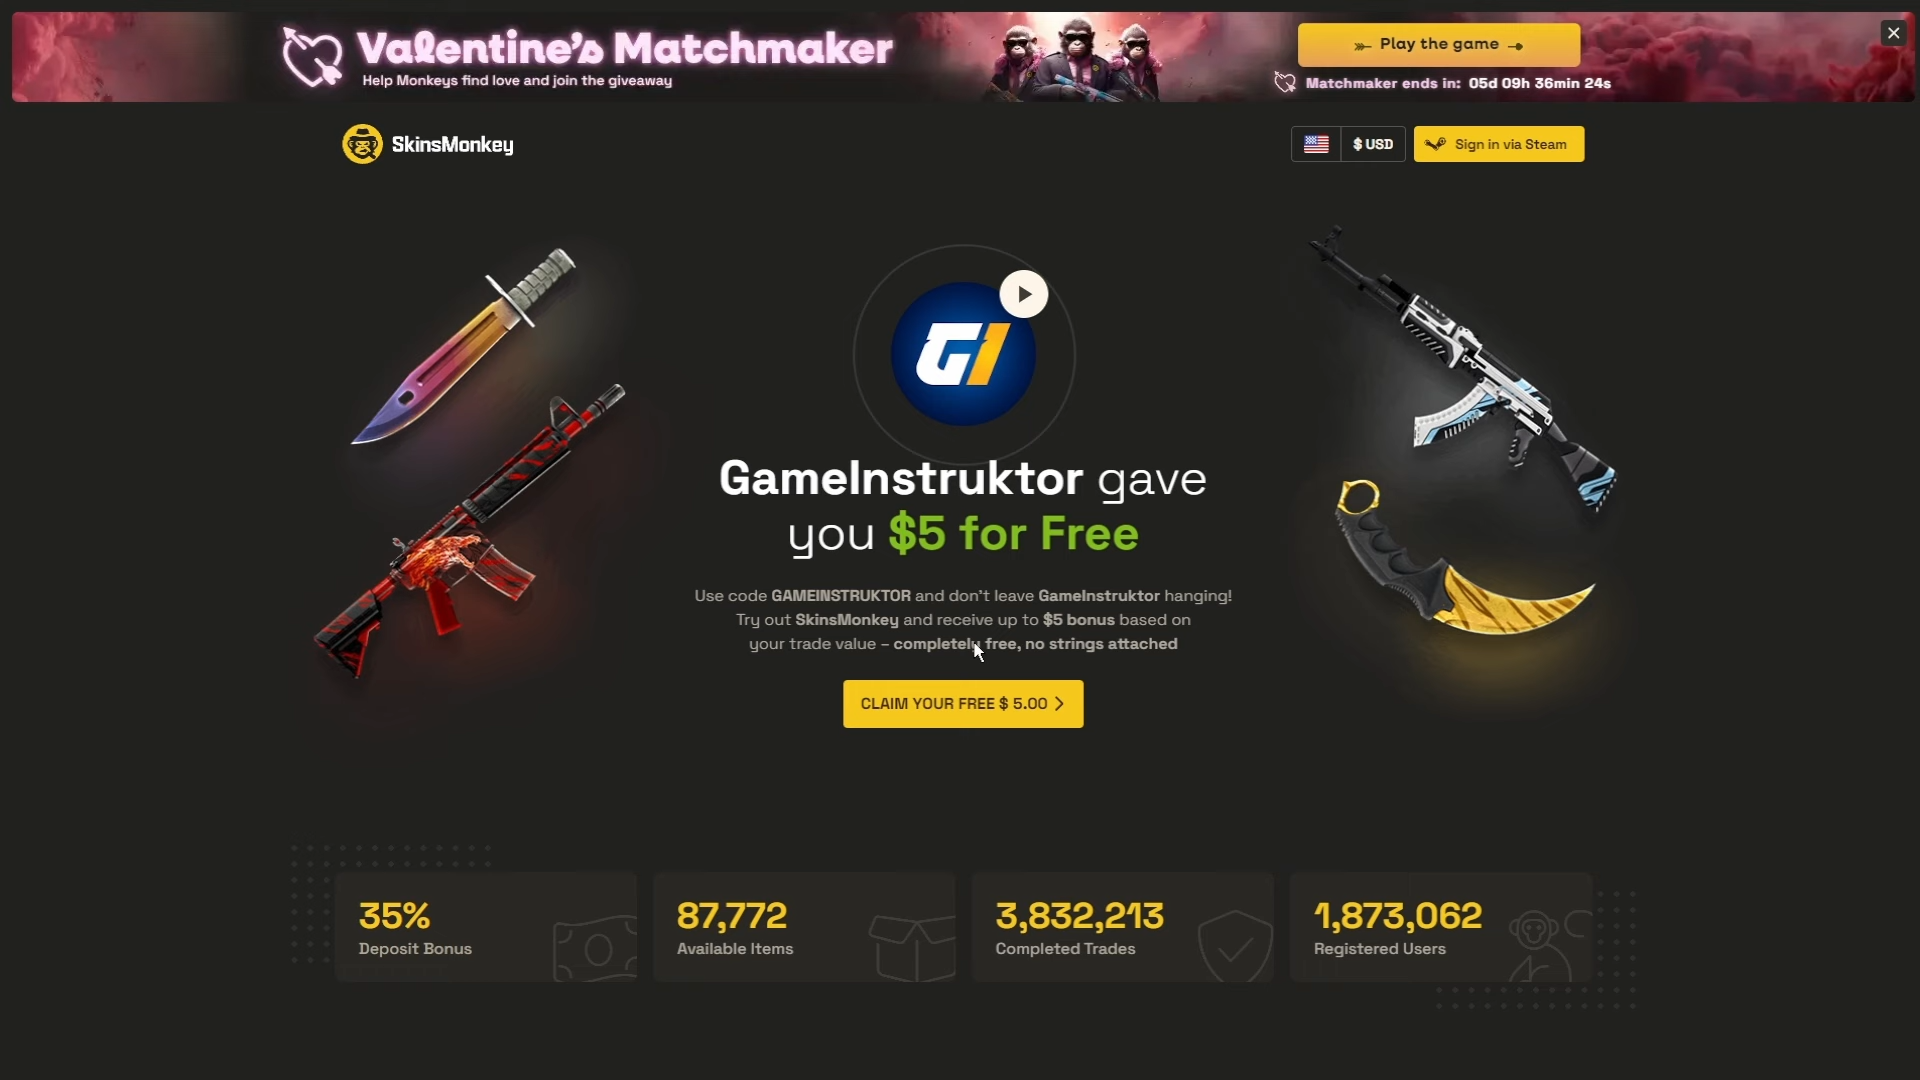 Valentine's Matchmaker
Help Monkeys find love and join the giveaway
Play the game
Matchmaker ends in: 05d 09h 36min 24s
SkinsMonkey
$ USD
Sign in via Steam
GI
GameInstruktor gave
you $5 for Free
Use code GAMEINSTRUKTOR and don't leave GameInstruktor hanging!
Try out SkinsMonkey and receive up to $5 bonus based on
your trade value – completely free, no strings attached
CLAIM YOUR FREE $ 5.00
35%
Deposit Bonus
87,772
Available Items
3,832,213
Completed Trades
1,873,062
Registered Users